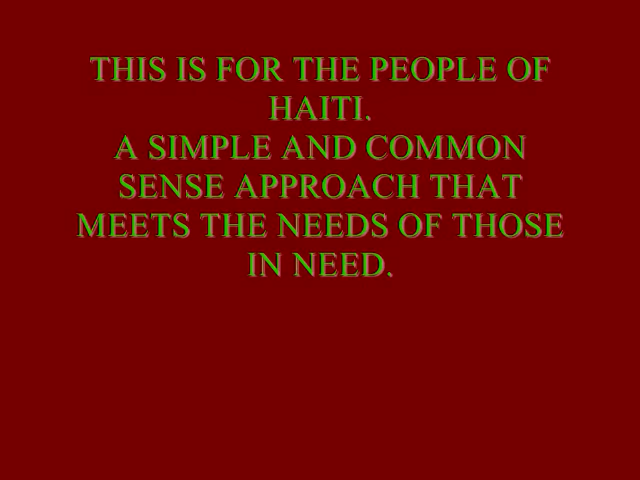 THIS IS FOR THE PEOPLE OF
HAITI.
A SIMPLE AND COMMON
SENSE APPROACH THAT
MEETS THE NEEDS OF THOSE
IN NEED.